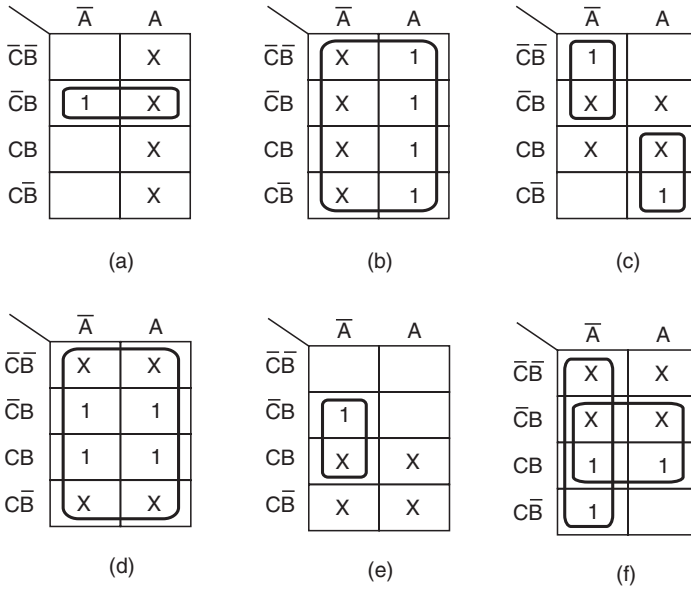 A̅ A A̅ A A̅ A
C̅B̅ X C̅B̅ X 1 C̅B̅ 1
C̅B 1 X C̅B X 1 C̅B X X
CB X CB X 1 CB X X
CB̅ X CB̅ X 1 CB̅ 1
(a) (b) (c)
A̅ A A̅ A A̅ A
C̅B̅ X X C̅B̅ C̅B̅ X X
C̅B 1 1 C̅B 1 C̅B X X
CB 1 1 CB X X CB 1 1
CB̅ X X CB̅ X X CB̅ 1
(d) (e) (f)